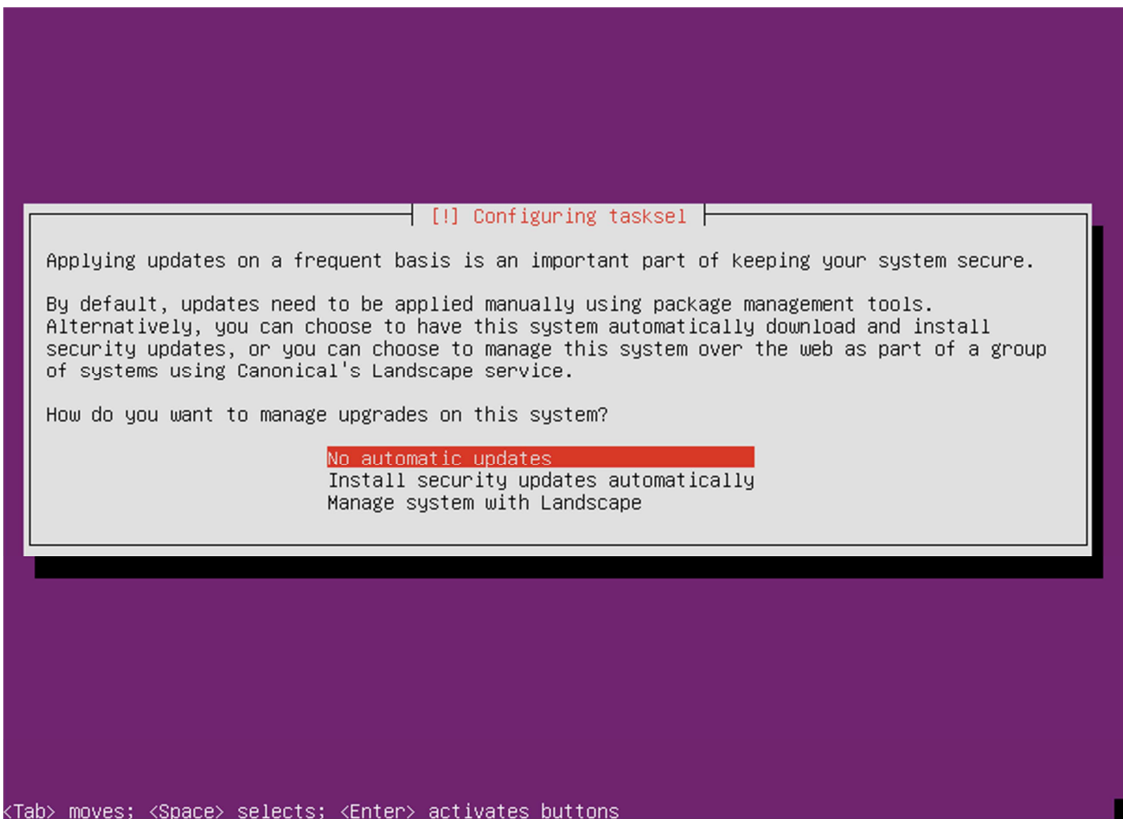 [!] Configuring tasksel
Applying updates on a frequent basis is an important part of keeping your system secure.
By default, updates need to be applied manually using package management tools.
Alternatively, you can choose to have this system automatically download and install
security updates, or you can choose to manage this system over the web as part of a group
of systems using Canonical's Landscape service.
How do you want to manage upgrades on this system?
No automatic updates
Install security updates automatically
Manage system with Landscape
<Tab> moves; <Space> selects; <Enter> activates buttons